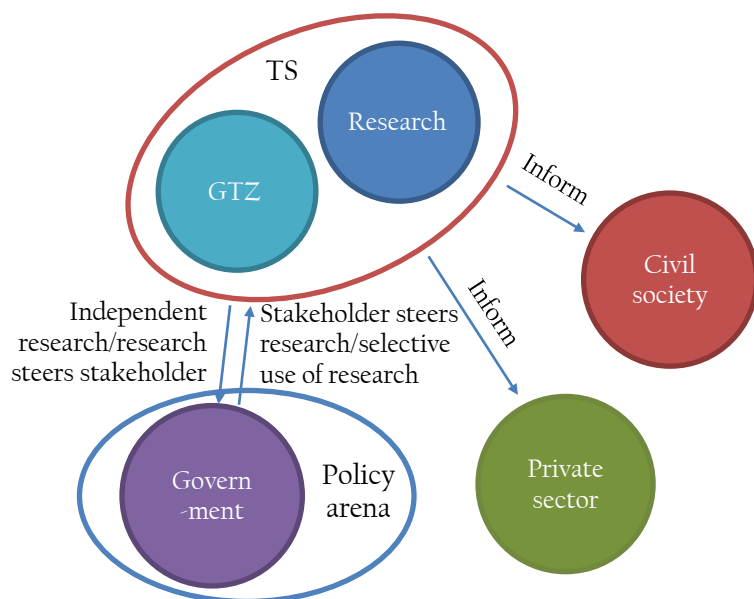 TS
Research
GTZ
Inform
Civil
society
Inform
Independent
research/research
steers stakeholder
Stakeholder steers
research/selective
use of research
Govern
-ment
Policy
arena
Private
sector